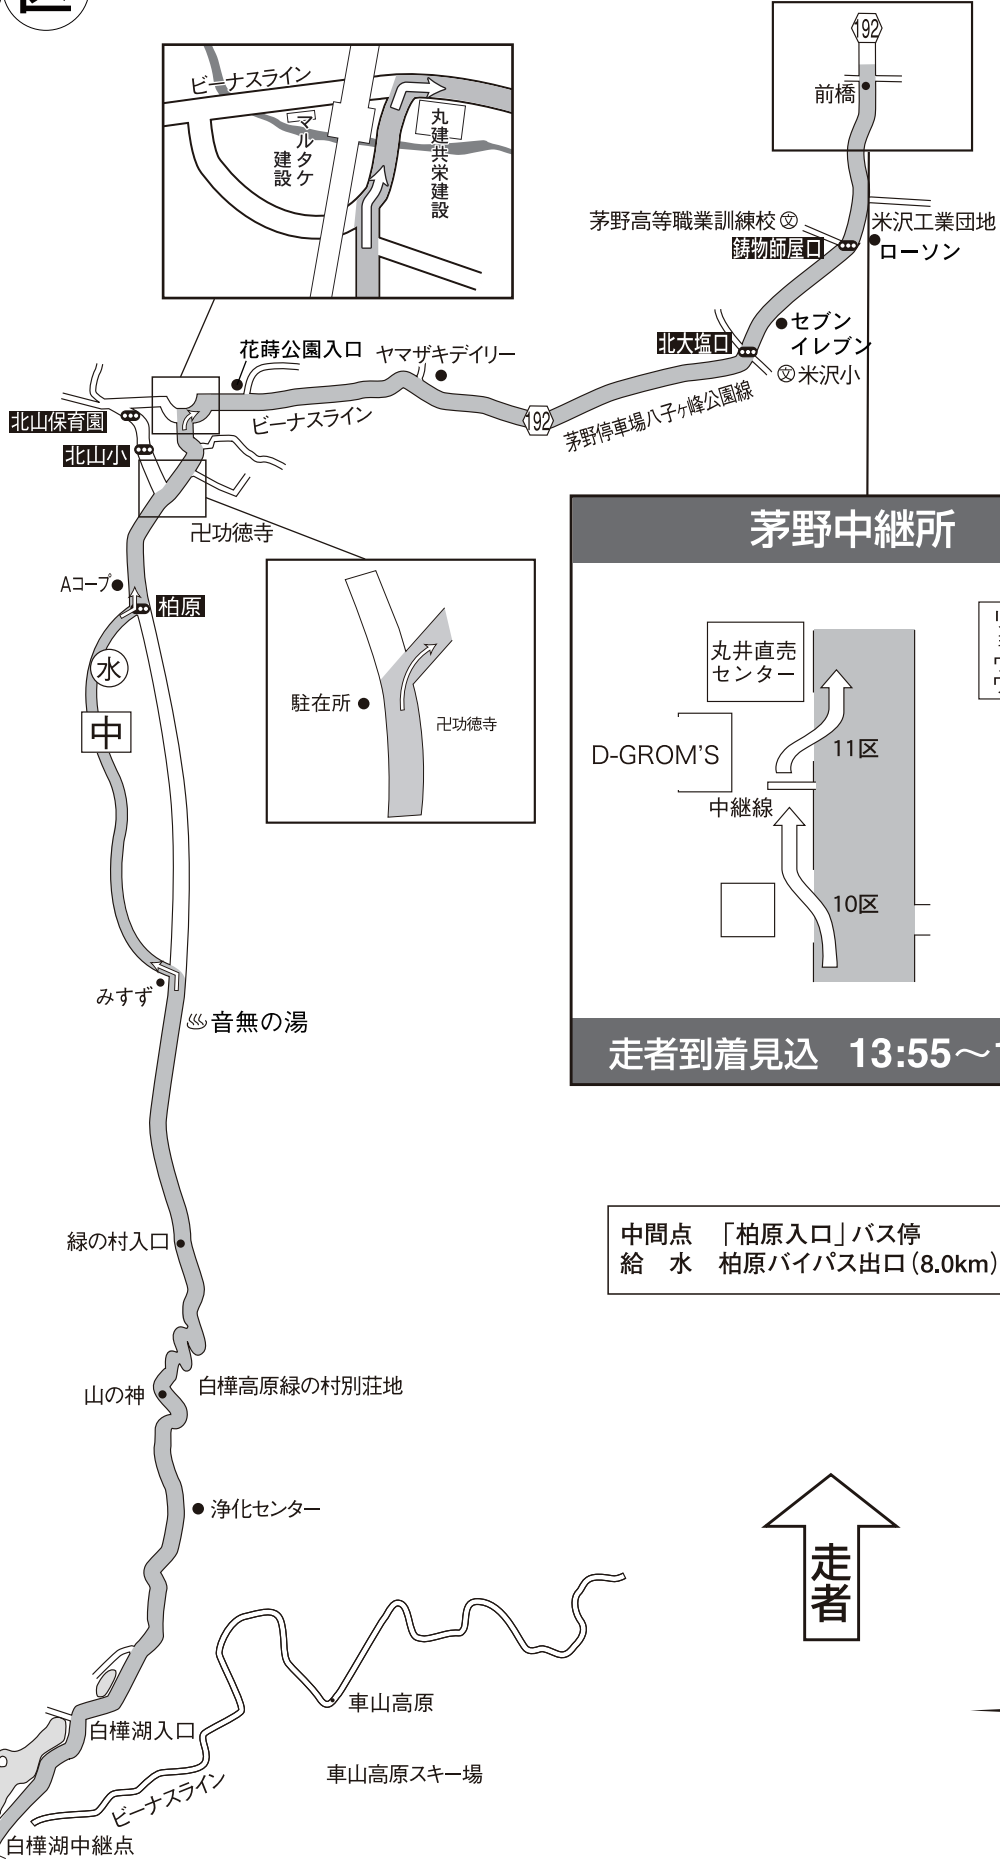 区
192
前橋
ビーナスライン
マルタケ
建設
丸建共栄建設
茅野高等職業訓練校 文
米沢工業団地
鋳物師屋口
ローソン
セブン
イレブン
北大塩口
文 米沢小
花蒔公園入口
ヤマザキデイリー
ビーナスライン
192
茅野停車場八子ヶ峰公園線
北山保育園
北山小
卍功徳寺
Aコープ
柏原
水
中
駐在所
卍功徳寺
茅野中継所
丸井直売
センター
D-GROM'S
11区
中継線
10区
走者到着見込 13:55～1
みすず
音無の湯
緑の村入口
中間点 「柏原入口」バス停
給 水 柏原バイパス出口(8.0km)
山の神
白樺高原緑の村別荘地
浄化センター
走者
車山高原
白樺湖入口
車山高原スキー場
ビーナスライン
白樺湖中継点